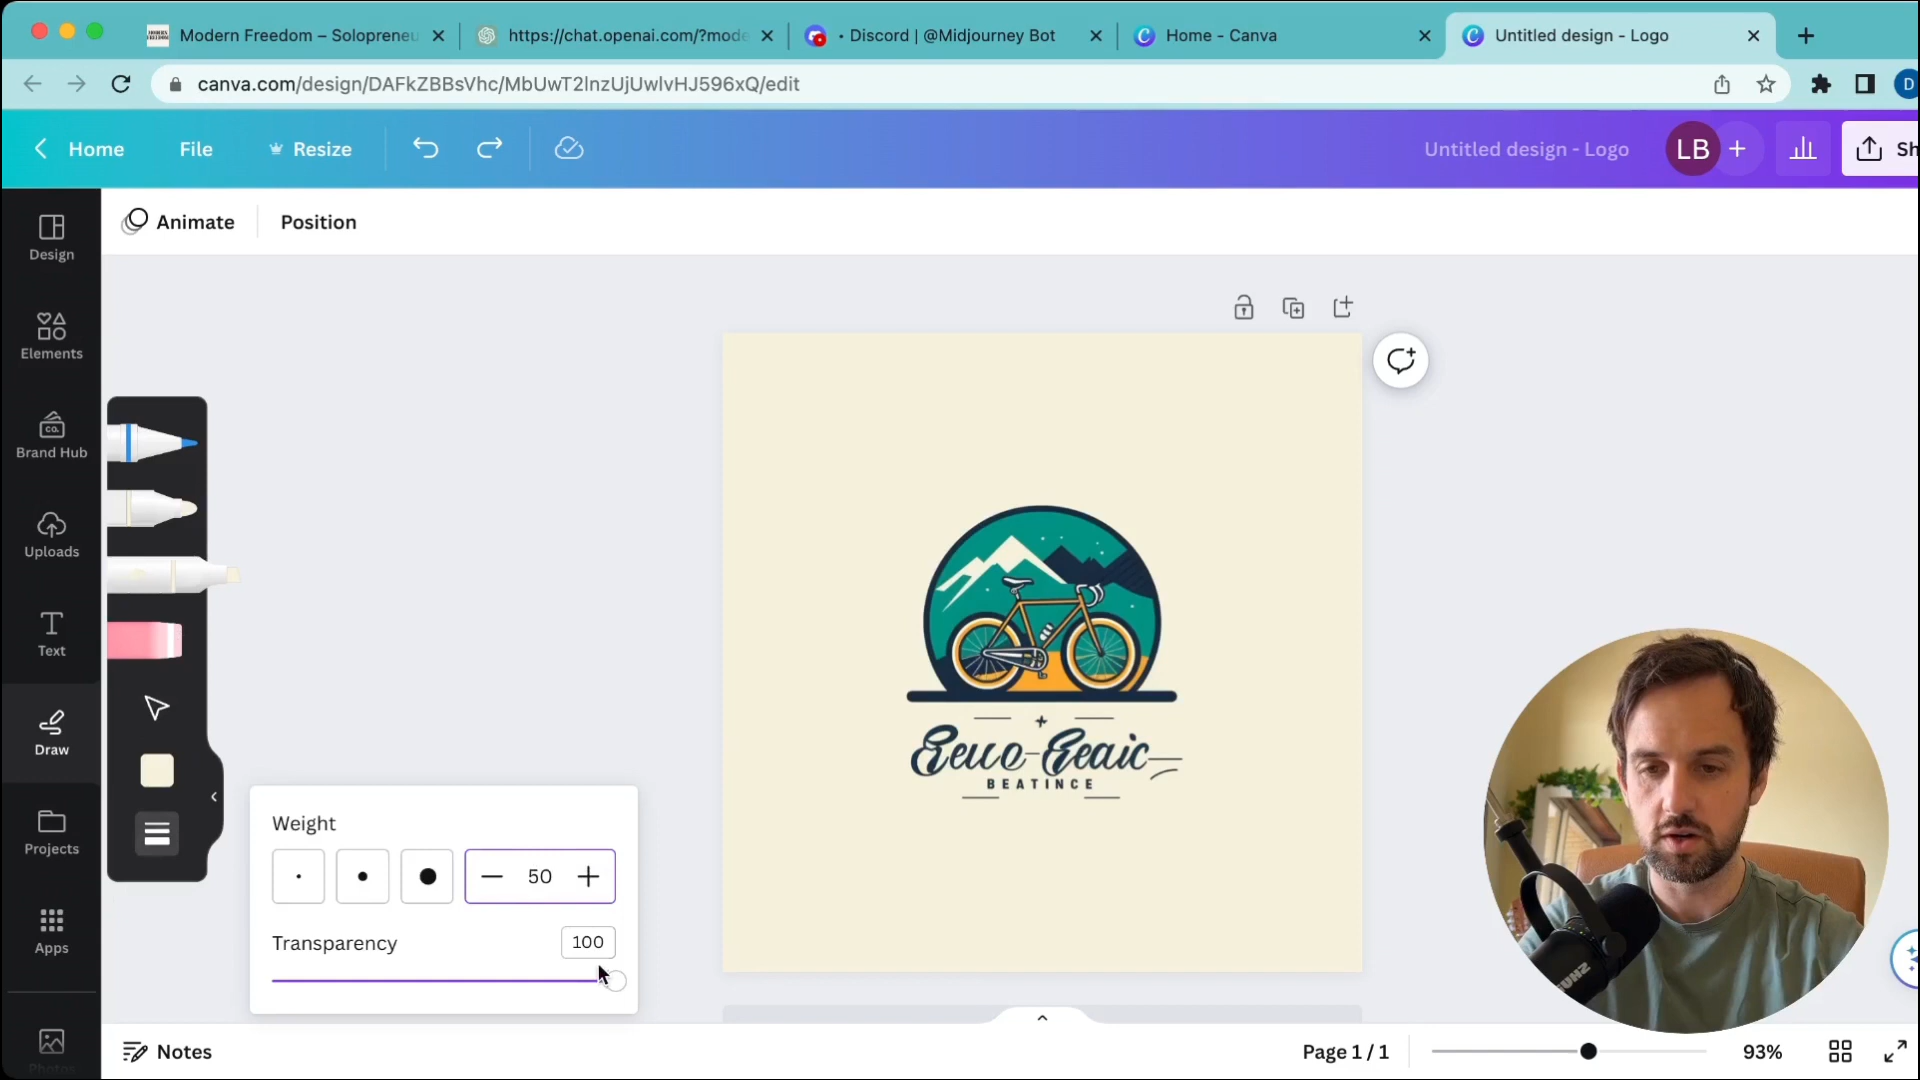 Modern Freedom – Solopreneu
https://chat.openai.com/?mode
• Discord | @Midjourney Bot
Home - Canva
Untitled design - Logo
canva.com/design/DAFkZBBsVhc/MbUwT2lnzUjUwlvHJ596xQ/edit
D
Home
File
Resize
Untitled design - Logo
LB
Sh
Animate
Position
Design
Elements
CO.
Brand Hub
Uploads
Text
Draw
Projects
Apps
Photos
Weight
50
Transparency
100
BEATINCE
Notes
Page 1 / 1
93%